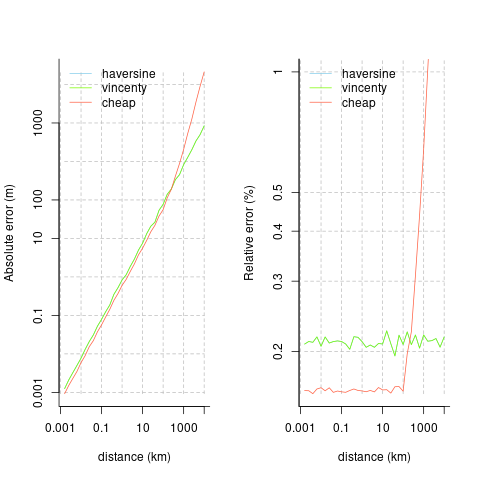 haversine
vincenty
cheap
Absolute error (m)
0.001
0.1
10
100
1000
0.001
0.1
10
1000
distance (km)
haversine
vincenty
cheap
Relative error (%)
0.2
0.3
0.4
0.5
1
0.001
0.1
10
1000
distance (km)